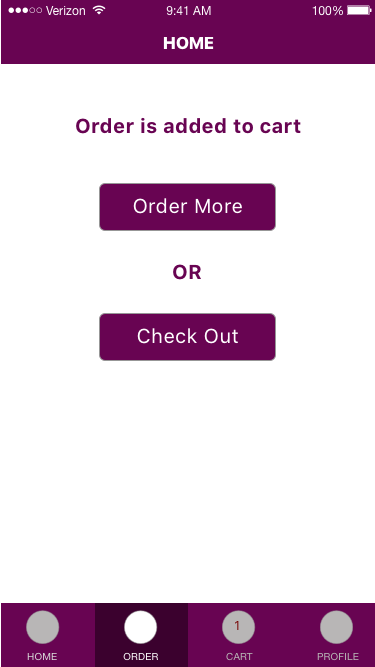 Verizon 9:41 AM 100%
HOME
Order is added to cart
Order More
OR
Check Out
1
HOME ORDER CART PROFILE